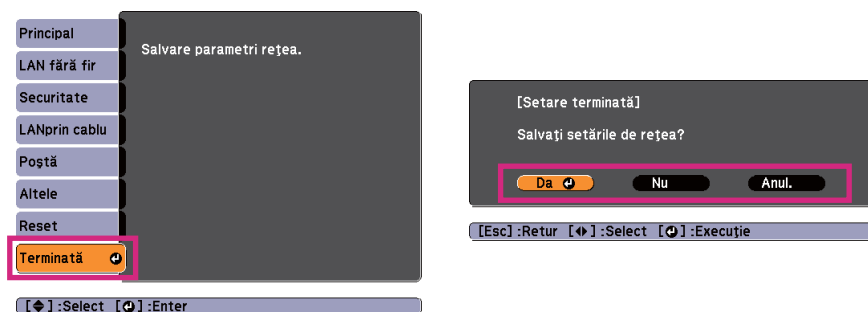 Principal
LAN fără fir
Securitate
LANprin cablu
Poştă
Altele
Reset
Terminată
Salvare parametri reţea.
[ ] :Select [ ] :Enter
[Setare terminată]
Salvaţi setările de reţea?
Da Nu Anul.
[Esc] :Retur [ ] :Select [ ] :Execuţie